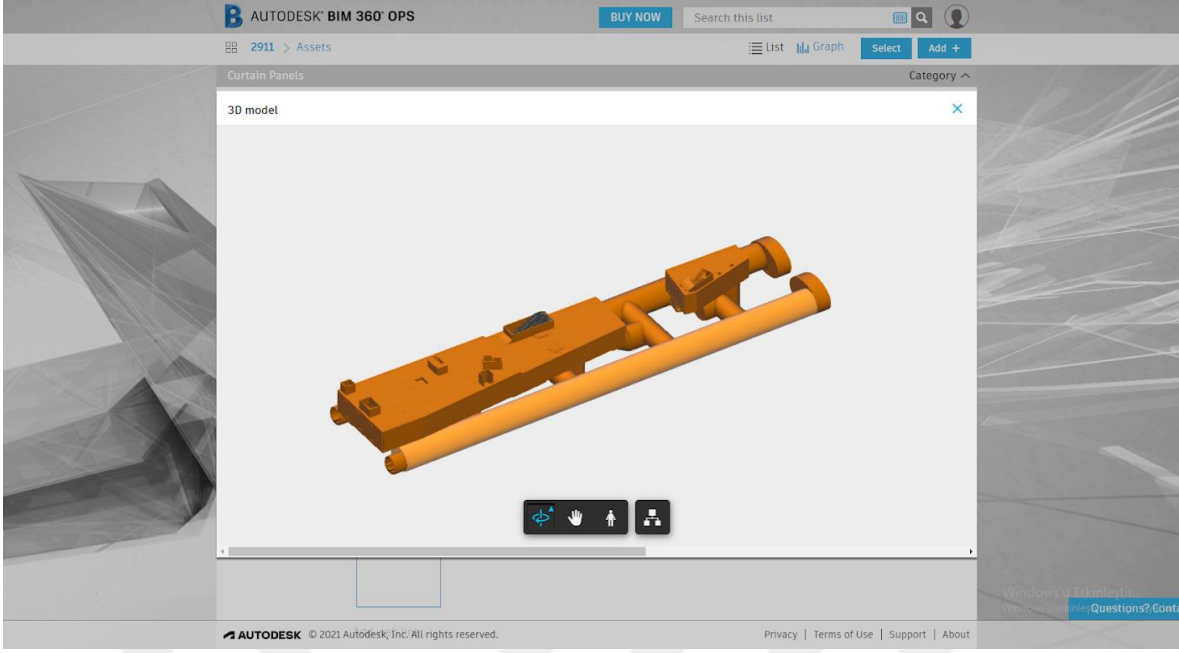 AUTODESK® BIM 360® OPS
BUY NOW
Search this list
2911 > Assets
List
Graph
Select
Add +
Curtain Panels
Category
3D model
Windows'u Etkinleştir
Questions?
AUTODESK © 2021 Autodesk, Inc. All rights reserved.
Privacy | Terms of Use | Support | About